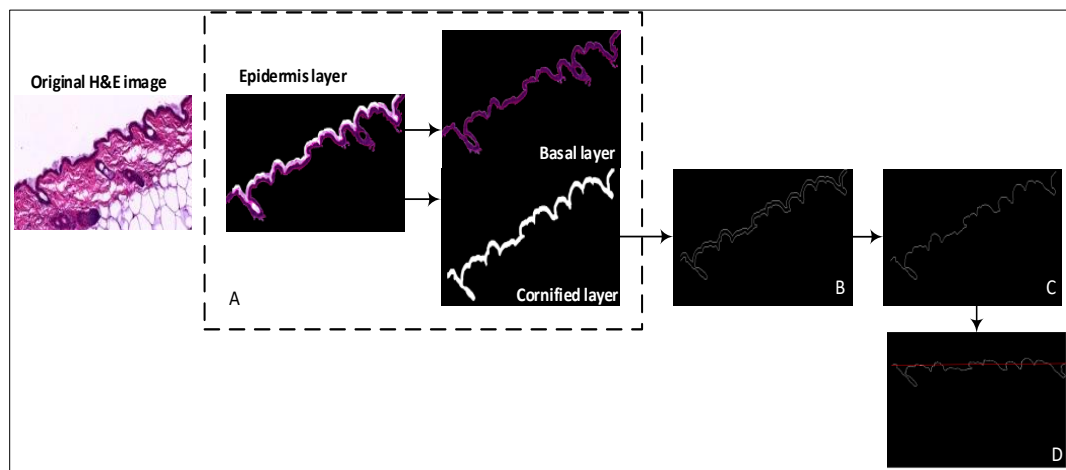 Original H&E image
Epidermis layer
Basal layer
Cornified layer
A
B
C
D